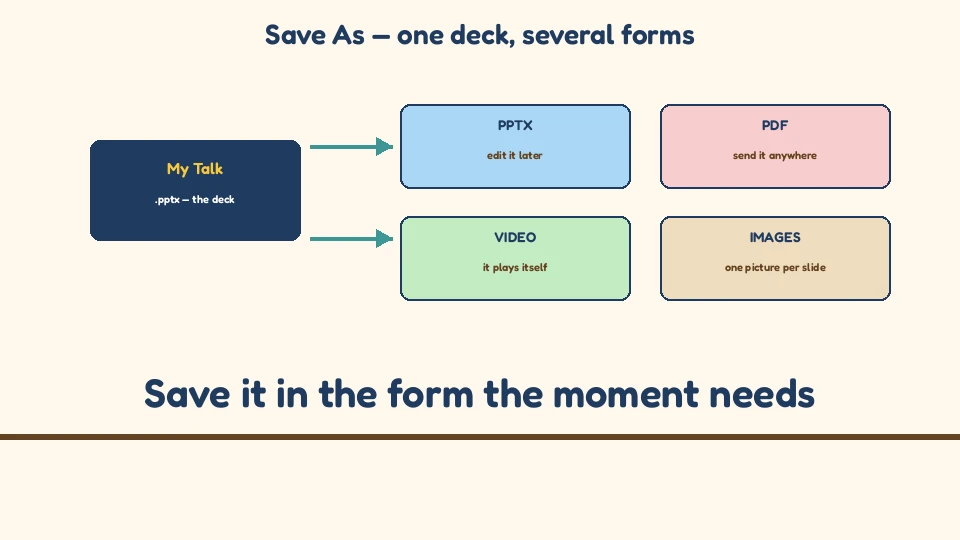 Save As — one deck, several forms
My Talk
.pptx — the deck
PPTX
edit it later
PDF
send it anywhere
VIDEO
it plays itself
IMAGES
one picture per slide
Save it in the form the moment needs